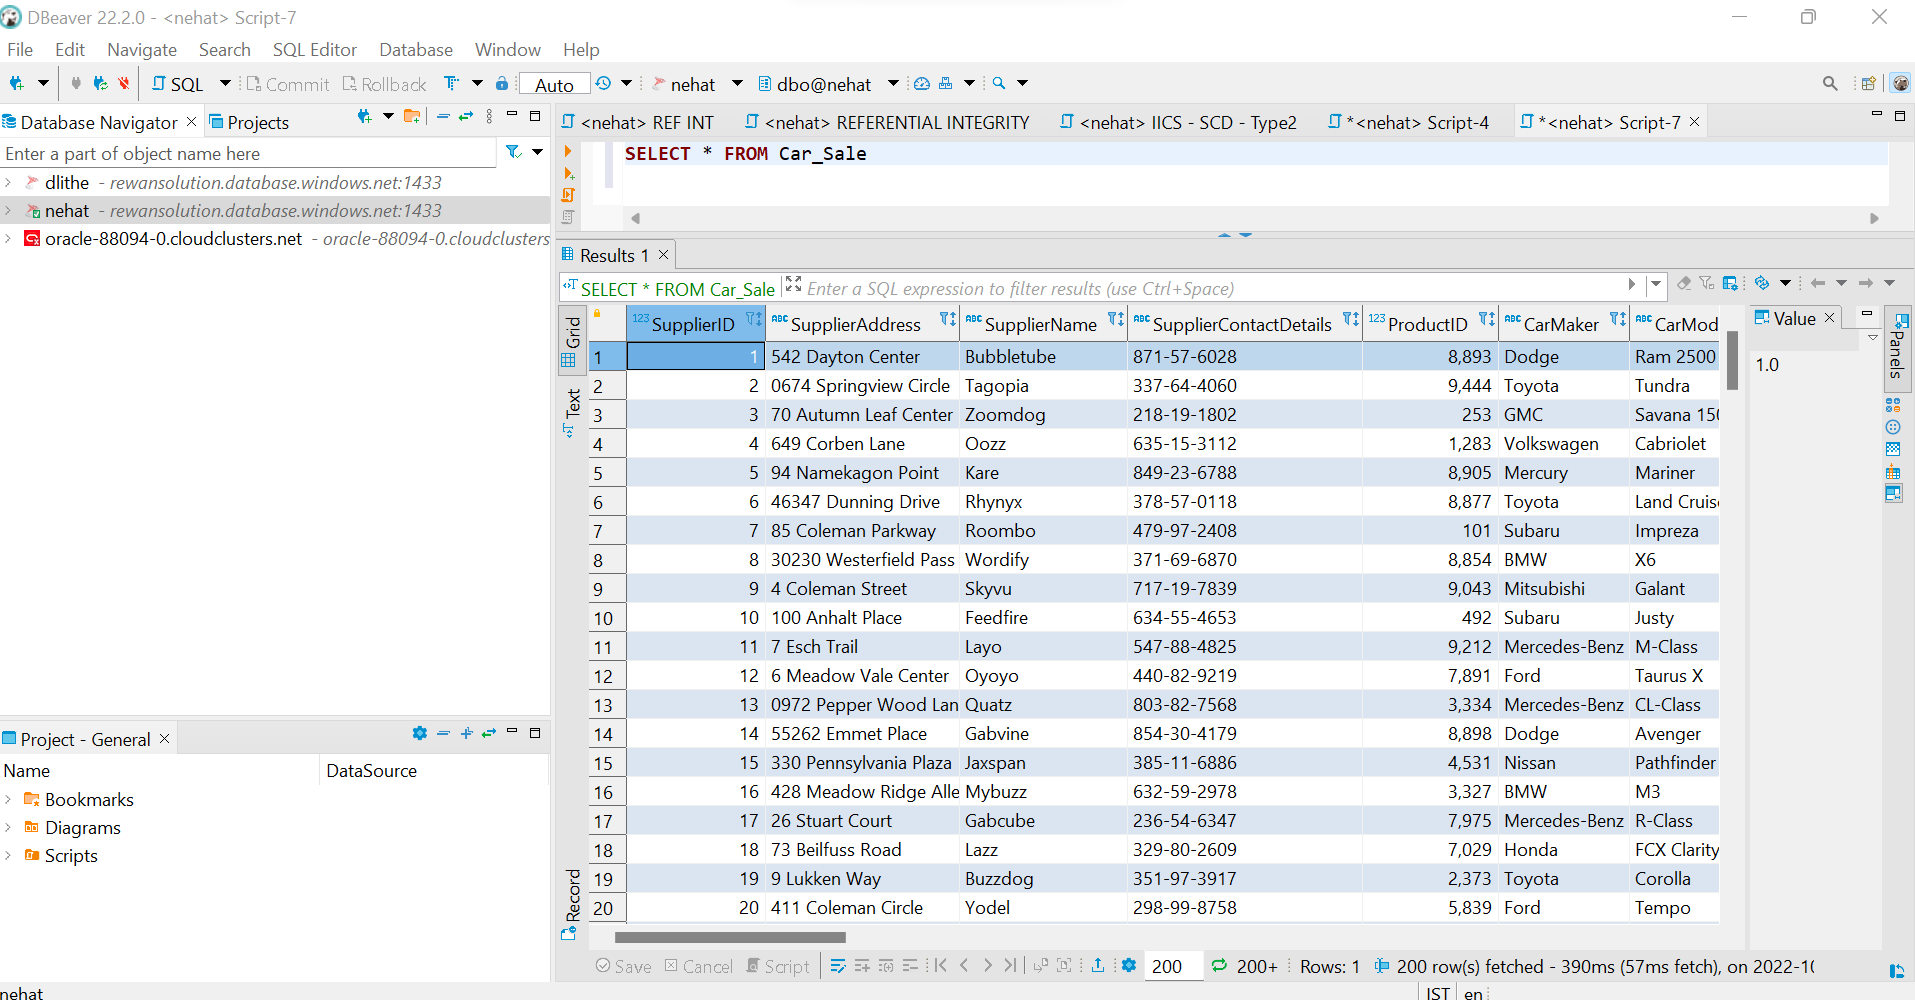 DBeaver 22.2.0 - <nehat> Script-7
File Edit Navigate Search SQL Editor Database Window Help
SQL Commit Rollback Auto nehat dbo@nehat
Database Navigator Projects
Enter a part of object name here
dlithe - rewansolution.database.windows.net:1433
nehat - rewansolution.database.windows.net:1433
oracle-88094-0.cloudclusters.net - oracle-88094-0.cloudclusters
Project - General
Name DataSource
Bookmarks
Diagrams
Scripts
<nehat> REF INT <nehat> REFERENTIAL INTEGRITY <nehat> IICS - SCD - Type2 *<nehat> Script-4 *<nehat> Script-7
SELECT * FROM Car_Sale
Results 1
SELECT * FROM Car_Sale Enter a SQL expression to filter results (use Ctrl+Space)
Grid
Text
Record
123 SupplierID ABC SupplierAddress ABC SupplierName ABC SupplierContactDetails 123 ProductID ABC CarMaker ABC CarMod
1 1 542 Dayton Center Bubbletube 871-57-6028 8,893 Dodge Ram 2500
2 2 0674 Springview Circle Tagopia 337-64-4060 9,444 Toyota Tundra
3 3 70 Autumn Leaf Center Zoomdog 218-19-1802 253 GMC Savana 150
4 4 649 Corben Lane Oozz 635-15-3112 1,283 Volkswagen Cabriolet
5 5 94 Namekagon Point Kare 849-23-6788 8,905 Mercury Mariner
6 6 46347 Dunning Drive Rhynyx 378-57-0118 8,877 Toyota Land Cruis
7 7 85 Coleman Parkway Roombo 479-97-2408 101 Subaru Impreza
8 8 30230 Westerfield Pass Wordify 371-69-6870 8,854 BMW X6
9 9 4 Coleman Street Skyvu 717-19-7839 9,043 Mitsubishi Galant
10 10 100 Anhalt Place Feedfire 634-55-4653 492 Subaru Justy
11 11 7 Esch Trail Layo 547-88-4825 9,212 Mercedes-Benz M-Class
12 12 6 Meadow Vale Center Oyoyo 440-82-9219 7,891 Ford Taurus X
13 13 0972 Pepper Wood Lan Quatz 803-82-7568 3,334 Mercedes-Benz CL-Class
14 14 55262 Emmet Place Gabvine 854-30-4179 8,898 Dodge Avenger
15 15 330 Pennsylvania Plaza Jaxspan 385-11-6886 4,531 Nissan Pathfinder
16 16 428 Meadow Ridge Alle Mybuzz 632-59-2978 3,327 BMW M3
17 17 26 Stuart Court Gabcube 236-54-6347 7,975 Mercedes-Benz R-Class
18 18 73 Beilfuss Road Lazz 329-80-2609 7,029 Honda FCX Clarity
19 19 9 Lukken Way Buzzdog 351-97-3917 2,373 Toyota Corolla
20 20 411 Coleman Circle Yodel 298-99-8758 5,839 Ford Tempo
Value
1.0
Panels
Save Cancel Script 200 200+ Rows: 1 200 row(s) fetched - 390ms (57ms fetch), on 2022-10
nehat IST en